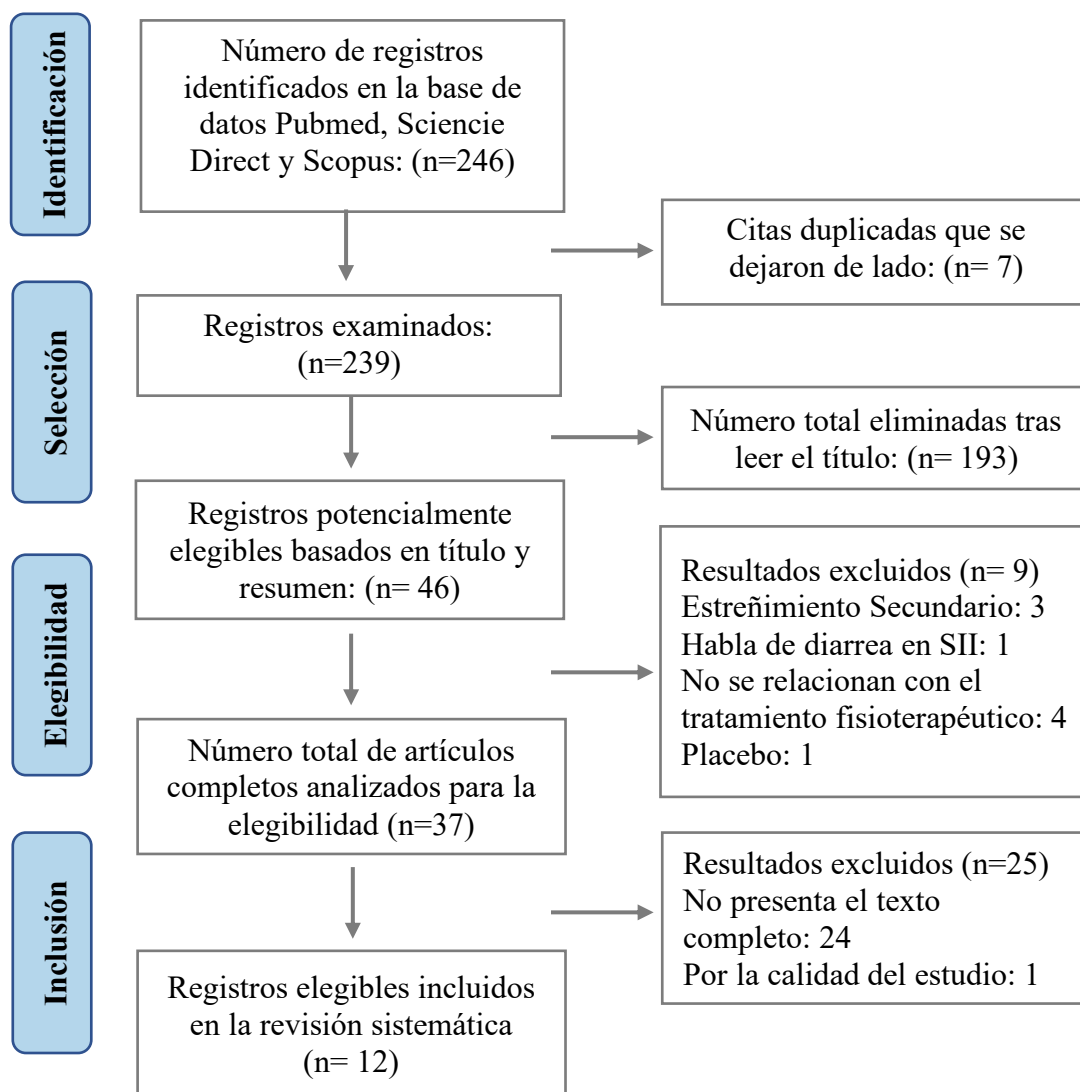 Identificación
Número de registros
identificados en la base de
datos Pubmed, Sciencie
Direct y Scopus: (n=246)
Citas duplicadas que se
dejaron de lado: (n= 7)
Selección
Registros examinados:
(n=239)
Número total eliminadas tras
leer el título: (n= 193)
Elegibilidad
Registros potencialmente
elegibles basados en título y
resumen: (n= 46)
Resultados excluidos (n= 9)
Estreñimiento Secundario: 3
Habla de diarrea en SII: 1
No se relacionan con el
tratamiento fisioterapéutico: 4
Placebo: 1
Número total de artículos
completos analizados para la
elegibilidad (n=37)
Inclusión
Resultados excluidos (n=25)
No presenta el texto
completo: 24
Por la calidad del estudio: 1
Registros elegibles incluidos
en la revisión sistemática
(n= 12)